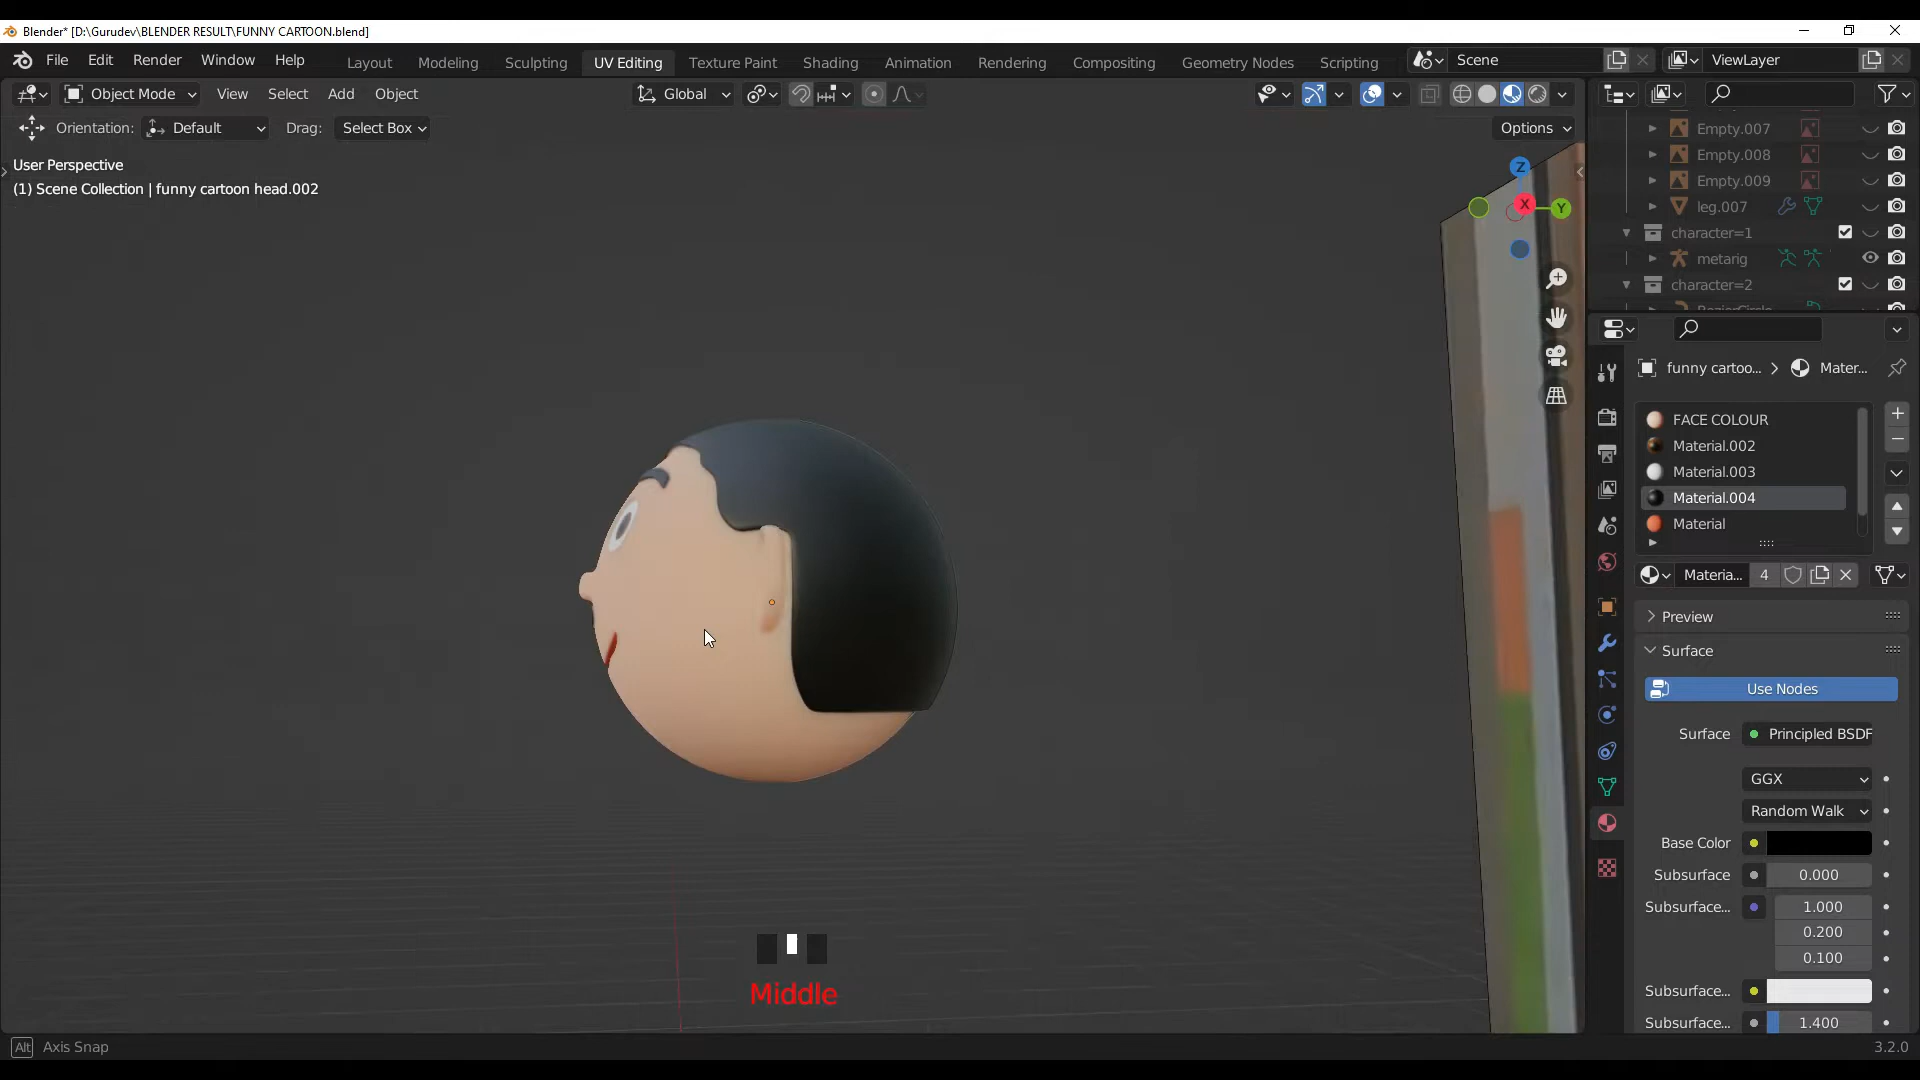 Blender* [D:\Gurudev\BLENDER RESULT\FUNNY CARTOON.blend]
File Edit Render Window Help Layout Modeling Sculpting UV Editing Texture Paint Shading Animation Rendering Compositing Geometry Nodes Scripting Scene ViewLayer
Object Mode View Select Add Object Global
Orientation: Default Drag: Select Box Options
User Perspective
(1) Scene Collection | funny cartoon head.002
Z
X
Y
Empty.007
Empty.008
Empty.009
leg.007
character=1
metarig
character=2
funny cartoo... > Mater...
FACE COLOUR
Material.002
Material.003
Material.004
Material
Materia... 4
Preview
Surface
Use Nodes
Surface Principled BSDF
GGX
Random Walk
Base Color
Subsurface 0.000
Subsurface... 1.000
0.200
0.100
Subsurface...
Subsurface... 1.400
Middle
Alt Axis Snap
3.2.0